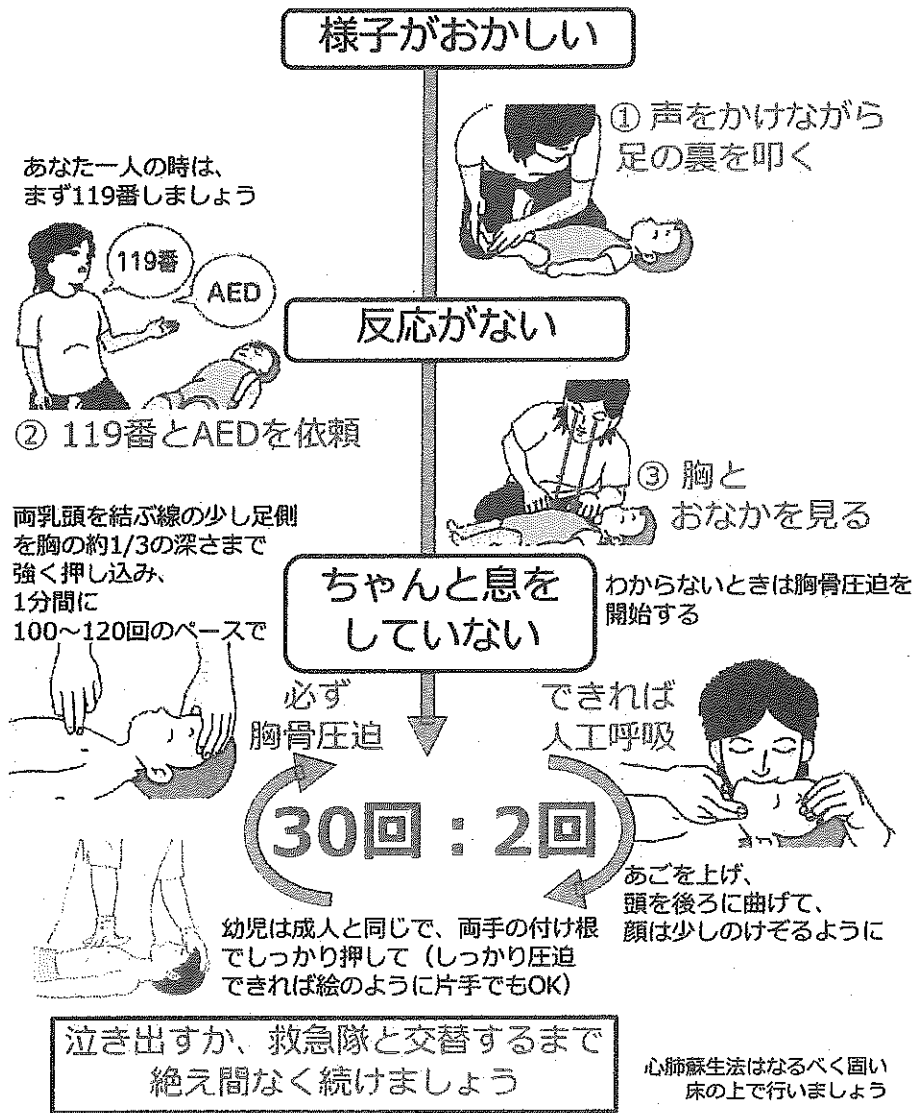 様子がおかしい
① 声をかけながら
足の裏を叩く
あなた一人の時は、
まず119番しましょう
119番
AED
反応がない
② 119番とAEDを依頼
③ 胸と
おなかを見る
両乳頭を結ぶ線の少し足側
を胸の約1/3の深さまで
強く押し込み、
1分間に
100～120回のペースで
ちゃんと息を
していない
わからないときは胸骨圧迫を
開始する
必ず
胸骨圧迫
できれば
人工呼吸
30回：2回
あごを上げ、
頭を後ろに曲げて、
顔は少しのけぞるように
幼児は成人と同じで、両手の付け根
でしっかり押して（しっかり圧迫
できれば絵のように片手でもOK）
泣き出すか、救急隊と交替するまで
絶え間なく続けましょう
心肺蘇生法はなるべく固い
床の上で行いましょう